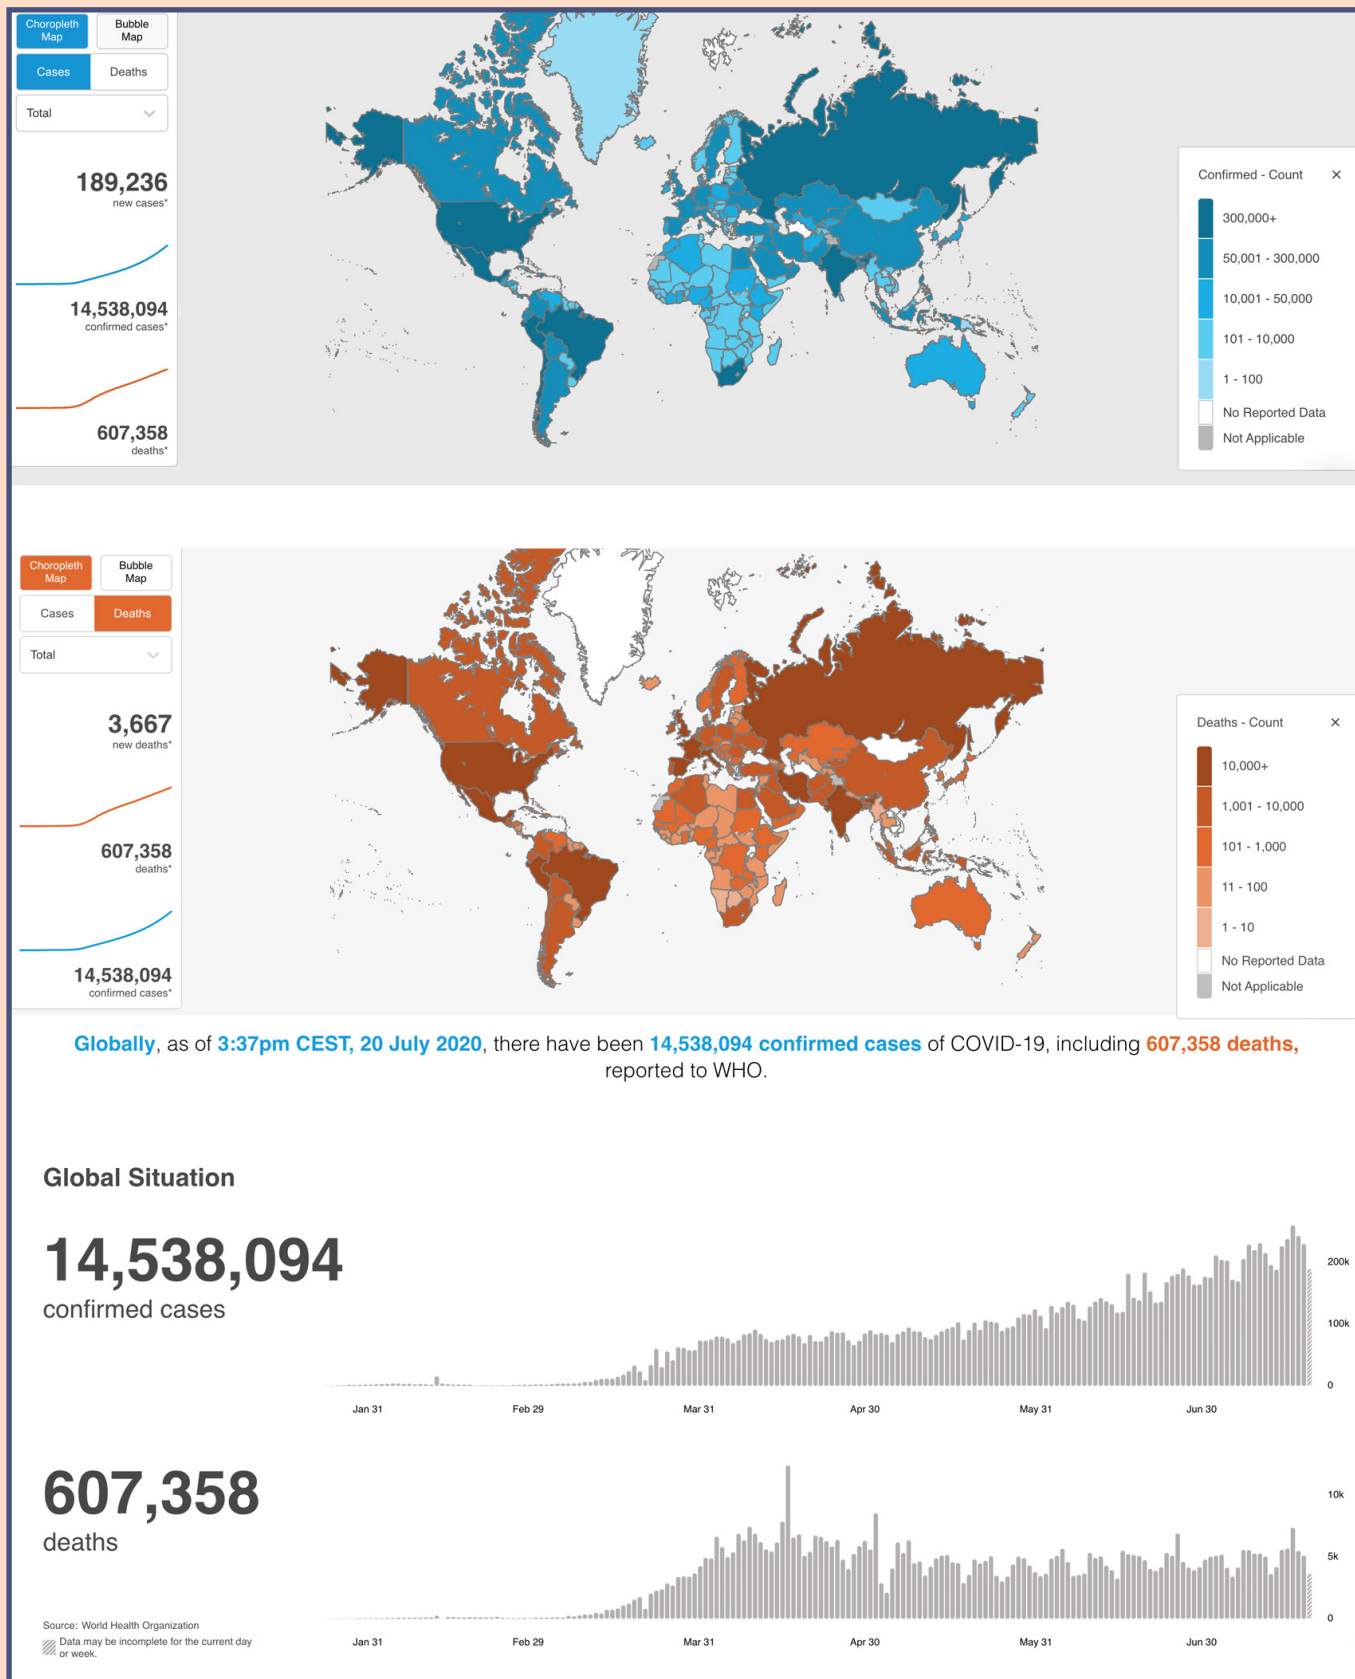 Choropleth
Map
Bubble
Map
Cases
Deaths
Total
189,236
new cases*
14,538,094
confirmed cases*
607,358
deaths*
Confirmed - Count ×
300,000+
50,001 - 300,000
10,001 - 50,000
101 - 10,000
1 - 100
No Reported Data
Not Applicable
Choropleth
Map
Bubble
Map
Cases
Deaths
Total
3,667
new deaths*
607,358
deaths*
14,538,094
confirmed cases*
Deaths - Count ×
10,000+
1,001 - 10,000
101 - 1,000
11 - 100
1 - 10
No Reported Data
Not Applicable
Globally, as of 3:37pm CEST, 20 July 2020, there have been 14,538,094 confirmed cases of COVID-19, including 607,358 deaths,
reported to WHO.
Global Situation
14,538,094
confirmed cases
200k
100k
0
Jan 31 Feb 29 Mar 31 Apr 30 May 31 Jun 30
607,358
deaths
10k
5k
0
Source: World Health Organization
Data may be incomplete for the current day
or week.
Jan 31 Feb 29 Mar 31 Apr 30 May 31 Jun 30